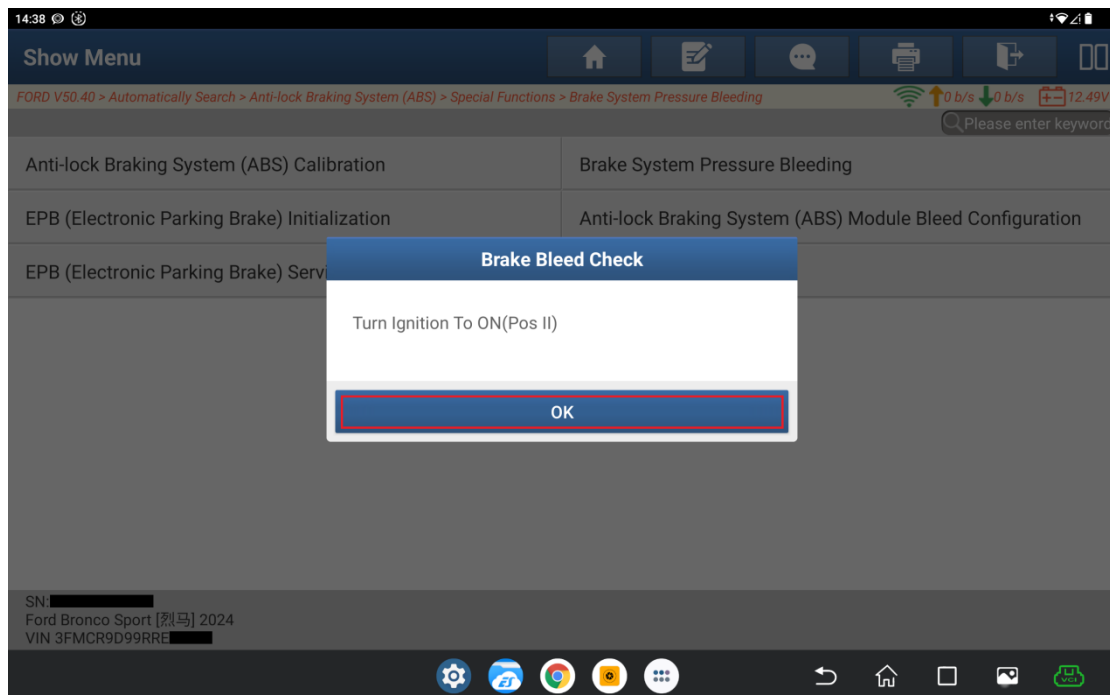 14:38
Show Menu
FORD V50.40 > Automatically Search > Anti-lock Braking System (ABS) > Special Functions > Brake System Pressure Bleeding
0 b/s 0 b/s 12.49V
Please enter keyword
Anti-lock Braking System (ABS) Calibration
Brake System Pressure Bleeding
EPB (Electronic Parking Brake) Initialization
Anti-lock Braking System (ABS) Module Bleed Configuration
EPB (Electronic Parking Brake) Servi
Brake Bleed Check
Turn Ignition To ON(Pos II)
OK
SN:
Ford Bronco Sport [烈马] 2024
VIN 3FMCR9D99RRE
ES
VCI